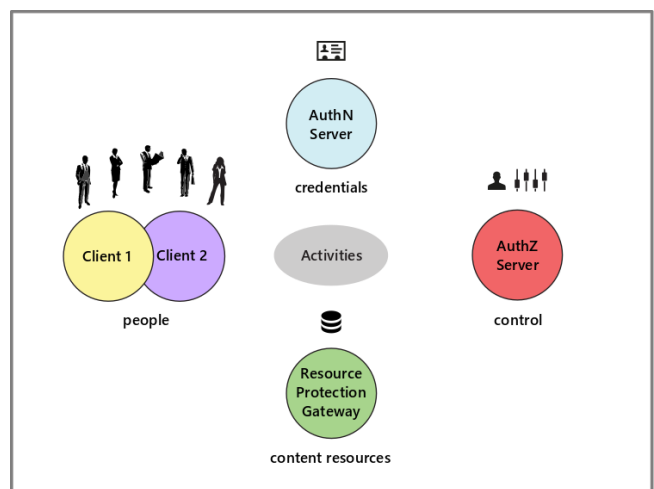 AuthN
Server
credentials
Client 1
Client 2
people
Activities
AuthZ
Server
control
Resource
Protection
Gateway
content resources